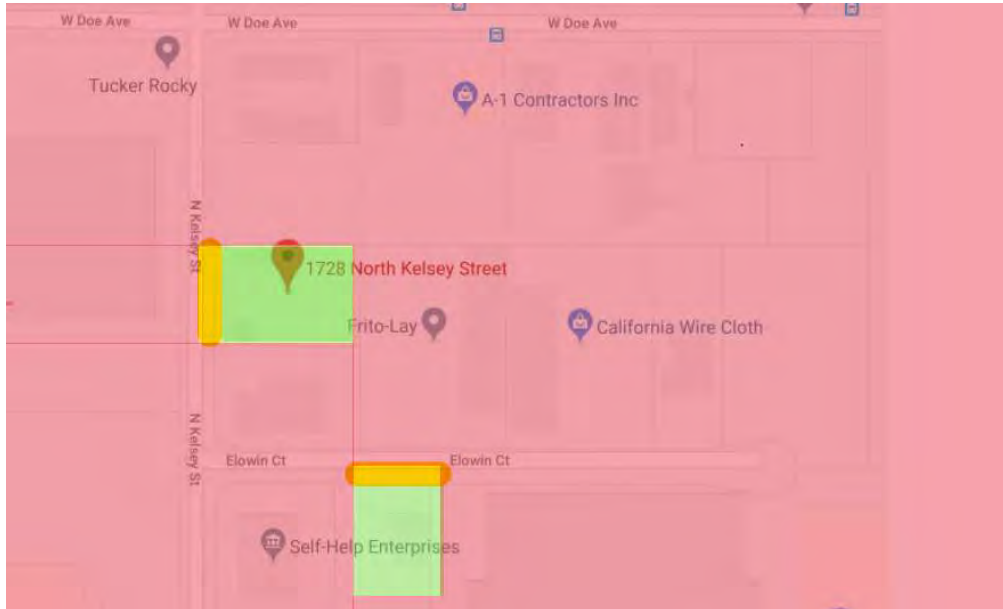 W Doe Ave
W Doe Ave
W Doe Ave
Tucker Rocky
A-1 Contractors Inc
N Kelsey St
1728 North Kelsey Street
Frito-Lay
California Wire Cloth
N Kelsey St
Elowin Ct
Elowin Ct
Self-Help Enterprises